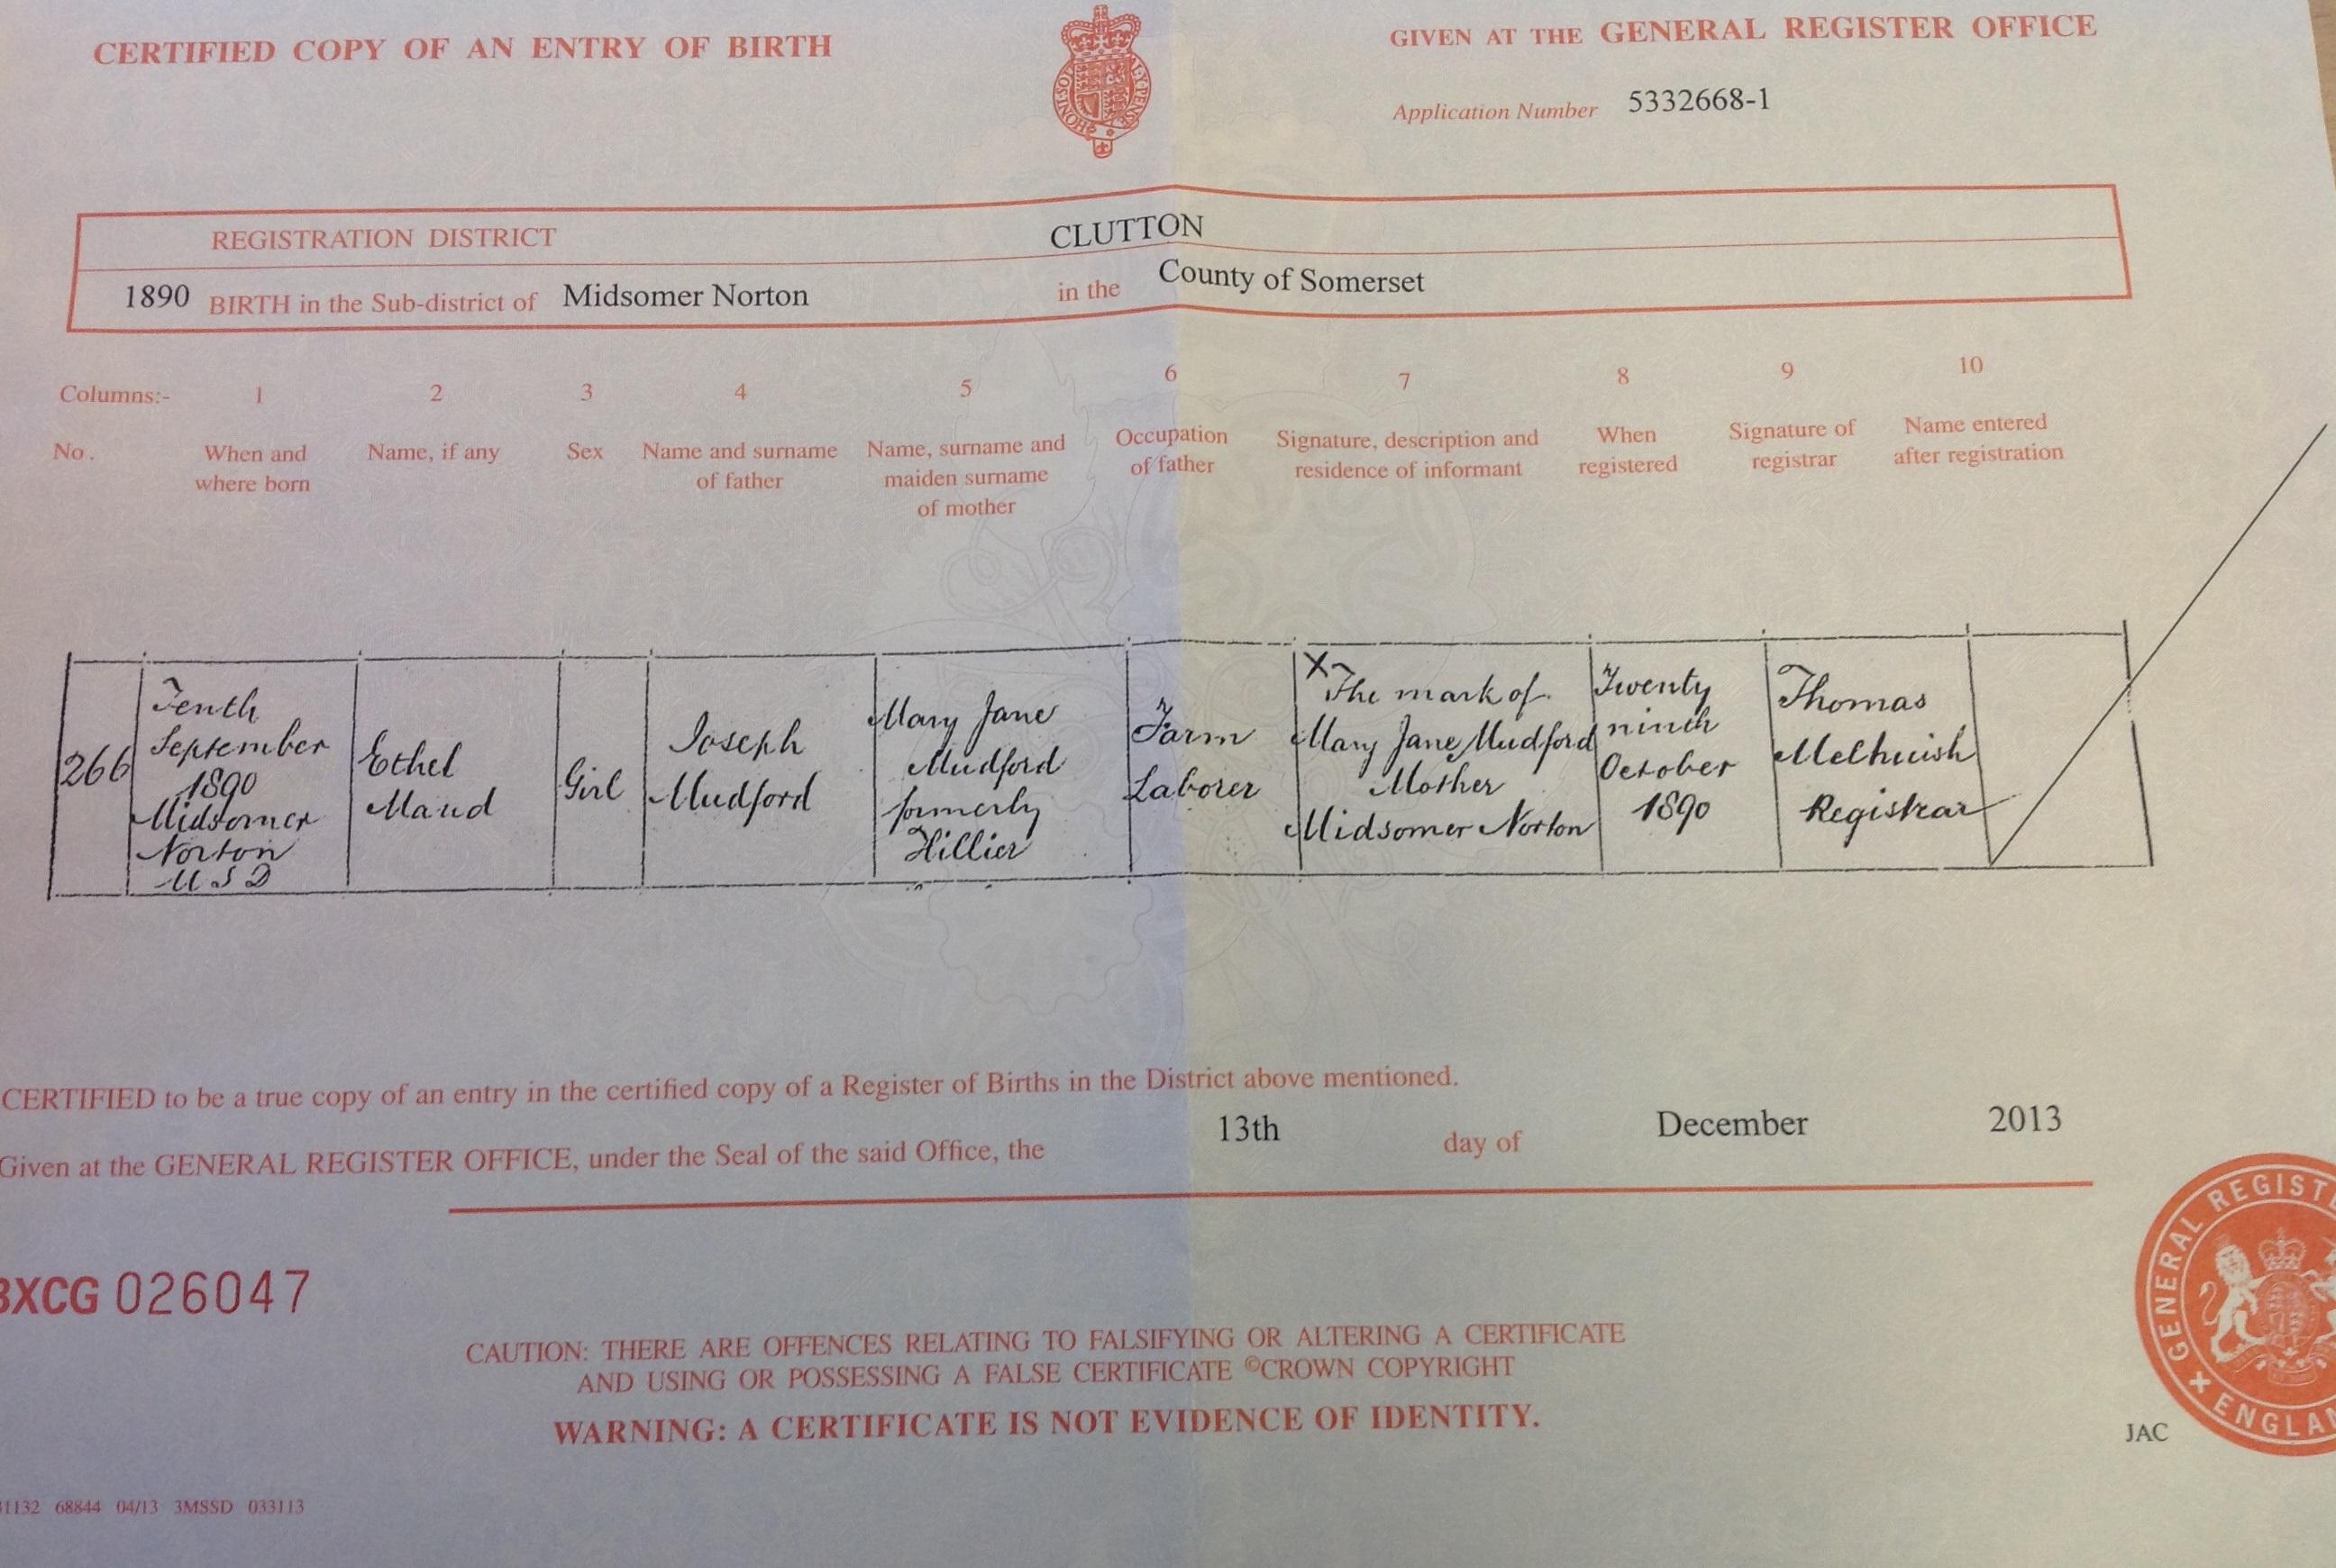 CERTIFIED COPY OF AN ENTRY OF BIRTH
GIVEN AT THE GENERAL REGISTER OFFICE
HONI·SOIT
MAL·Y·PENSE
Application Number 5332668-1
REGISTRATION DISTRICT CLUTTON
1890 BIRTH in the Sub-district of Midsomer Norton in the County of Somerset
Columns:- 1 2 3 4 5 6 7 8 9 10
No.
When and
where born
Name, if any
Sex
Name and surname
of father
Name, surname and
maiden surname
of mother
Occupation
of father
Signature, description and
residence of informant
When
registered
Signature of
registrar
Name entered
after registration
266
Tenth
September
1890
Midsomer
Norton
U S D
Ethel
Maud
Girl
Joseph
Mudford
Mary Jane
Mudford
formerly
Hillier
Farm
Laborer
X The mark of
Mary Jane Mudford
Mother
Midsomer Norton
Twenty
ninth
October
1890
Thomas
Melhuish
Registrar
CERTIFIED to be a true copy of an entry in the certified copy of a Register of Births in the District above mentioned.
Given at the GENERAL REGISTER OFFICE, under the Seal of the said Office, the 13th day of December 2013
BXCG 026047
CAUTION: THERE ARE OFFENCES RELATING TO FALSIFYING OR ALTERING A CERTIFICATE
AND USING OR POSSESSING A FALSE CERTIFICATE ©CROWN COPYRIGHT
WARNING: A CERTIFICATE IS NOT EVIDENCE OF IDENTITY.
GENERAL REGISTE
ENGLAN
JAC
31132 68844 04/13 3MSSD 033113